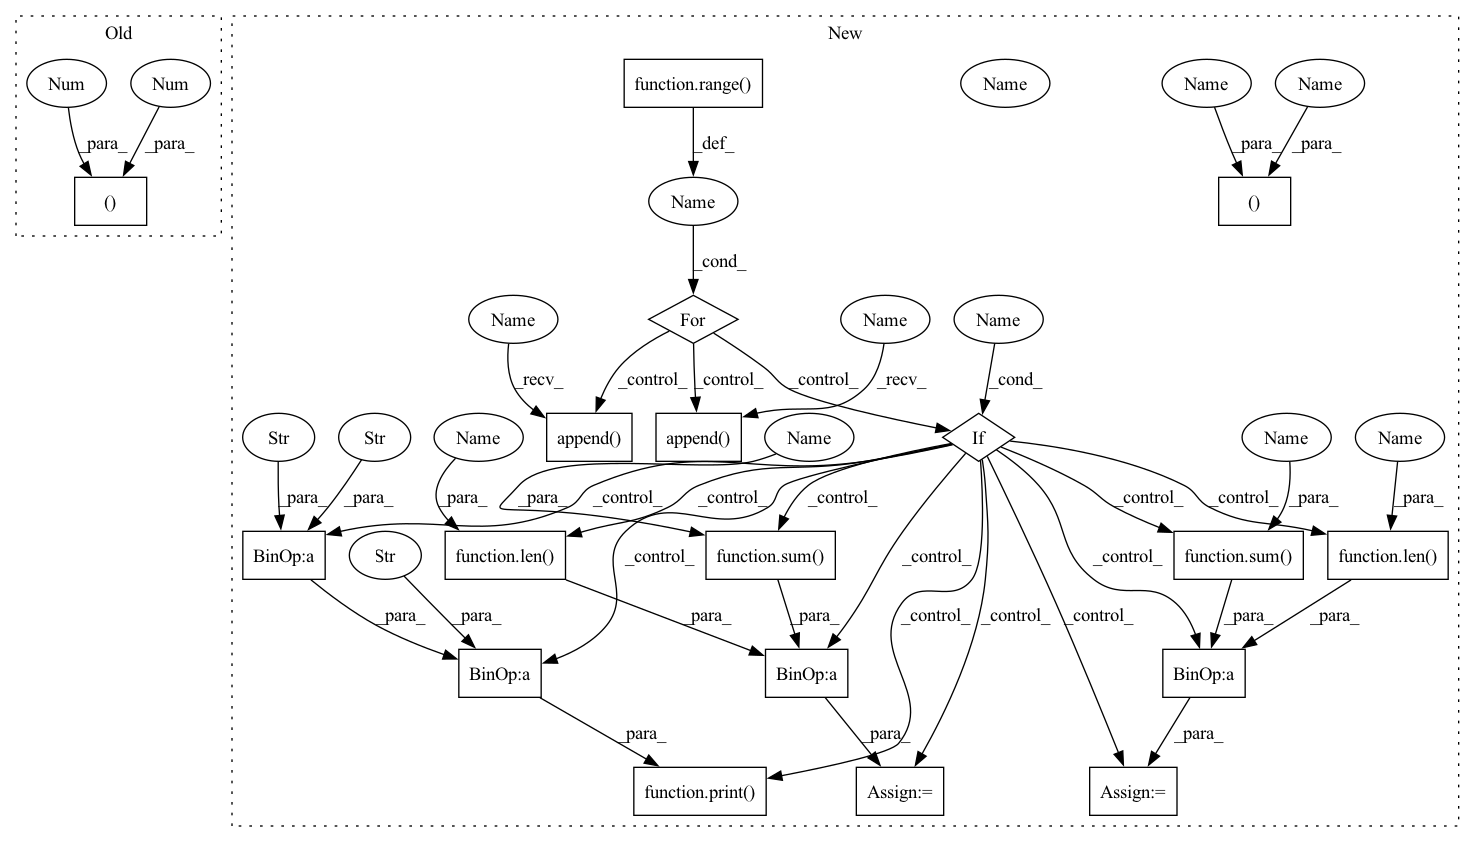 Old
New
Num
Num
function.range()
Name
Name
Name
_para_
_para_
_def_
_para_
_para_
()
Name
()
_cond_
Name
For
Name
Name
_recv_
_control_
_control_
_recv_
_control_
_cond_
Str
Str
Name
append()
append()
Name
If
Name
Name
_para_
_para_
_para_
_para_
_control_
_control_
_control_
_control_
_para_
_control_
_para_
BinOp:a
Str
function.len()
function.sum()
function.sum()
function.len()
_control_
_control_
_control_
_para_
_para_
_para_
_para_
_control_
_control_
_control_
_para_
_para_
BinOp:a
BinOp:a
BinOp:a
_para_
_para_
_para_
function.print()
Assign:=
Assign:=